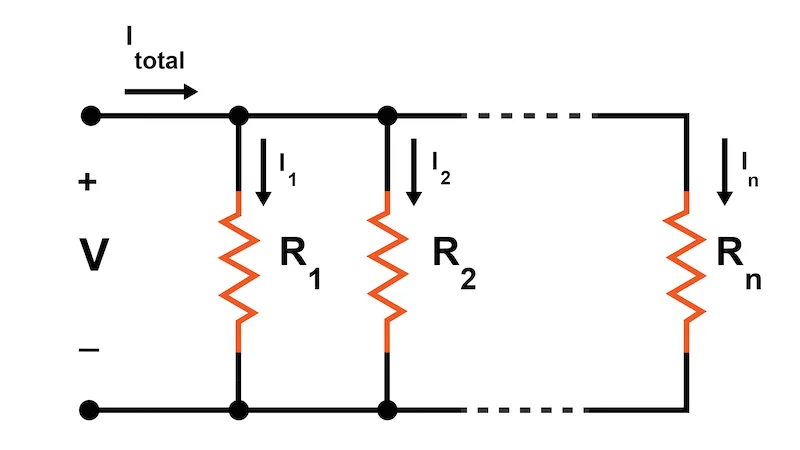 I total
I 1
I 2
I n
+
V
–
R 1
R 2
R n